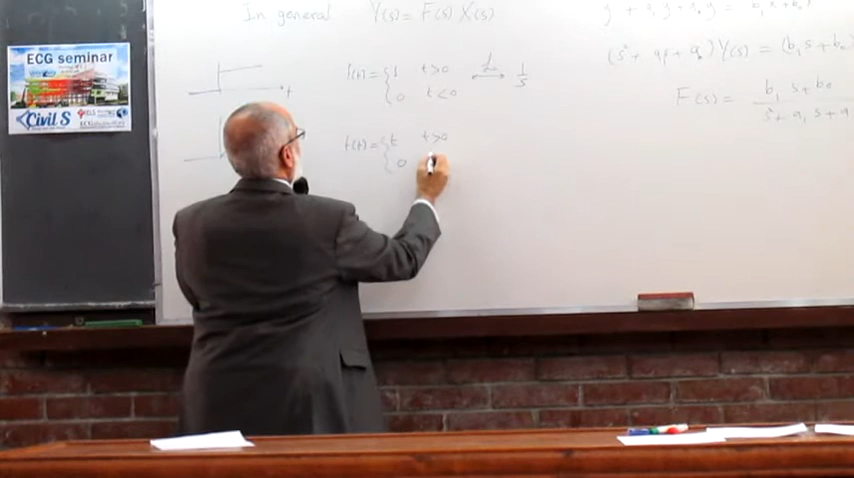 ECG seminar
Civil S
ELS
In general Y(s) = F(s) X(s)
f(t) = { 1 t>0
0 t<0
L
1/s
t
f(t) = { t t>0
0
(s² + a₁s + a₀) Y(s) = (b₁s + b₀)
F(s) = b₁ s + b₀
s² + a₁ s + a